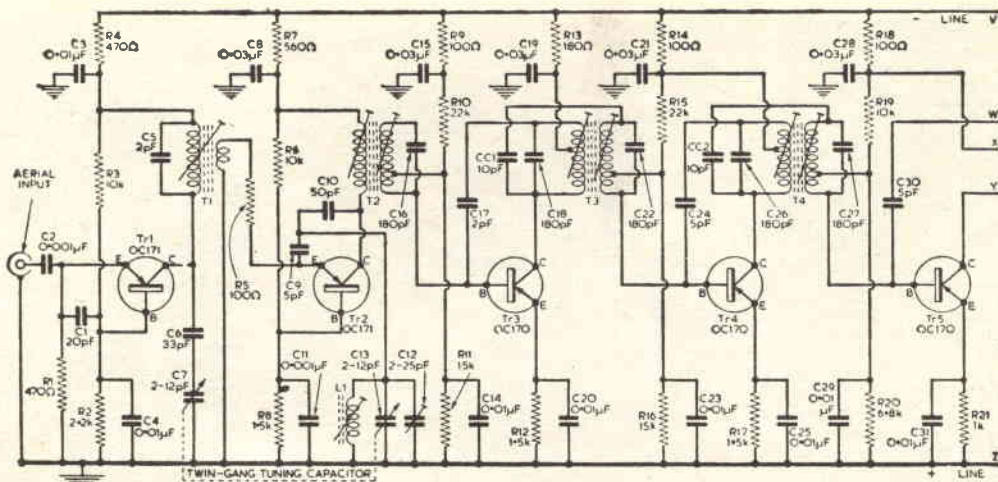 C3
0·01µF
R4
470Ω
C8
0·03µF
R7
560Ω
C15
0·03µF
R9
100Ω
C19
0·03µF
R13
180Ω
C21
0·03µF
R14
100Ω
C28
0·03µF
R18
100Ω
- LINE V
R10
22k
R15
22k
R19
10k
W
X
Y
C5
2pF
T1
R3
10k
R6
10k
C10
50pF
T2
C16
180pF
CC1
10pF
C17
2pF
C18
180pF
T3
C22
180pF
CC2
10pF
C24
5pF
C26
180pF
T4
C27
180pF
C30
5pF
AERIAL
INPUT
C2
0·001µF
Tr1
OC171
E
C
B
R5
100Ω
C9
5pF
E
C
B
Tr2
OC171
B
C
E
Tr3
OC170
B
C
E
Tr4
OC170
B
C
E
Tr5
OC170
C1
20pF
C6
33pF
R1
470Ω
C7
2-12pF
R2
2·2k
C4
0·01µF
R8
1·5k
C11
0·001µF
L1
C13
2-12pF
C12
2-25pF
R11
15k
C14
0·01µF
R12
1·5k
C20
0·01µF
R16
15k
C23
0·01µF
R17
1·5k
C25
0·01µF
C29
0·01
µF
R20
6·8k
C31
0·01µF
R21
1k
TWIN-GANG TUNING CAPACITOR
+ LINE
Z